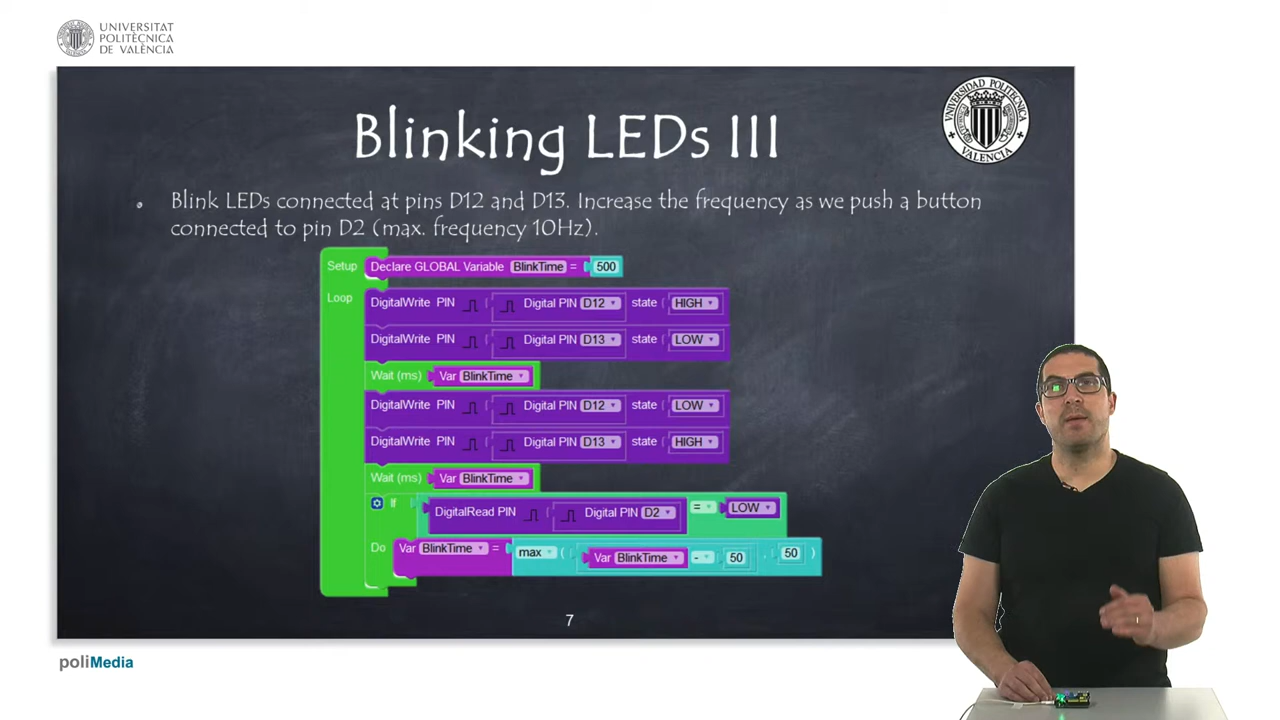 UNIVERSITAT
POLITÈCNICA
DE VALÈNCIA
UNIVERSIDAD POLITECNICA
VALENCIA
Blinking LEDs III
Blink LEDs connected at pins D12 and D13. Increase the frequency as we push a button
connected to pin D2 (max. frequency 10Hz).
Setup Declare GLOBAL Variable BlinkTime = 500
Loop DigitalWrite PIN Digital PIN D12 state HIGH
DigitalWrite PIN Digital PIN D13 state LOW
Wait (ms) Var BlinkTime
DigitalWrite PIN Digital PIN D12 state LOW
DigitalWrite PIN Digital PIN D13 state HIGH
Wait (ms) Var BlinkTime
If DigitalRead PIN Digital PIN D2 = LOW
Do Var BlinkTime = max ( Var BlinkTime - 50 , 50 )
7
poliMedia